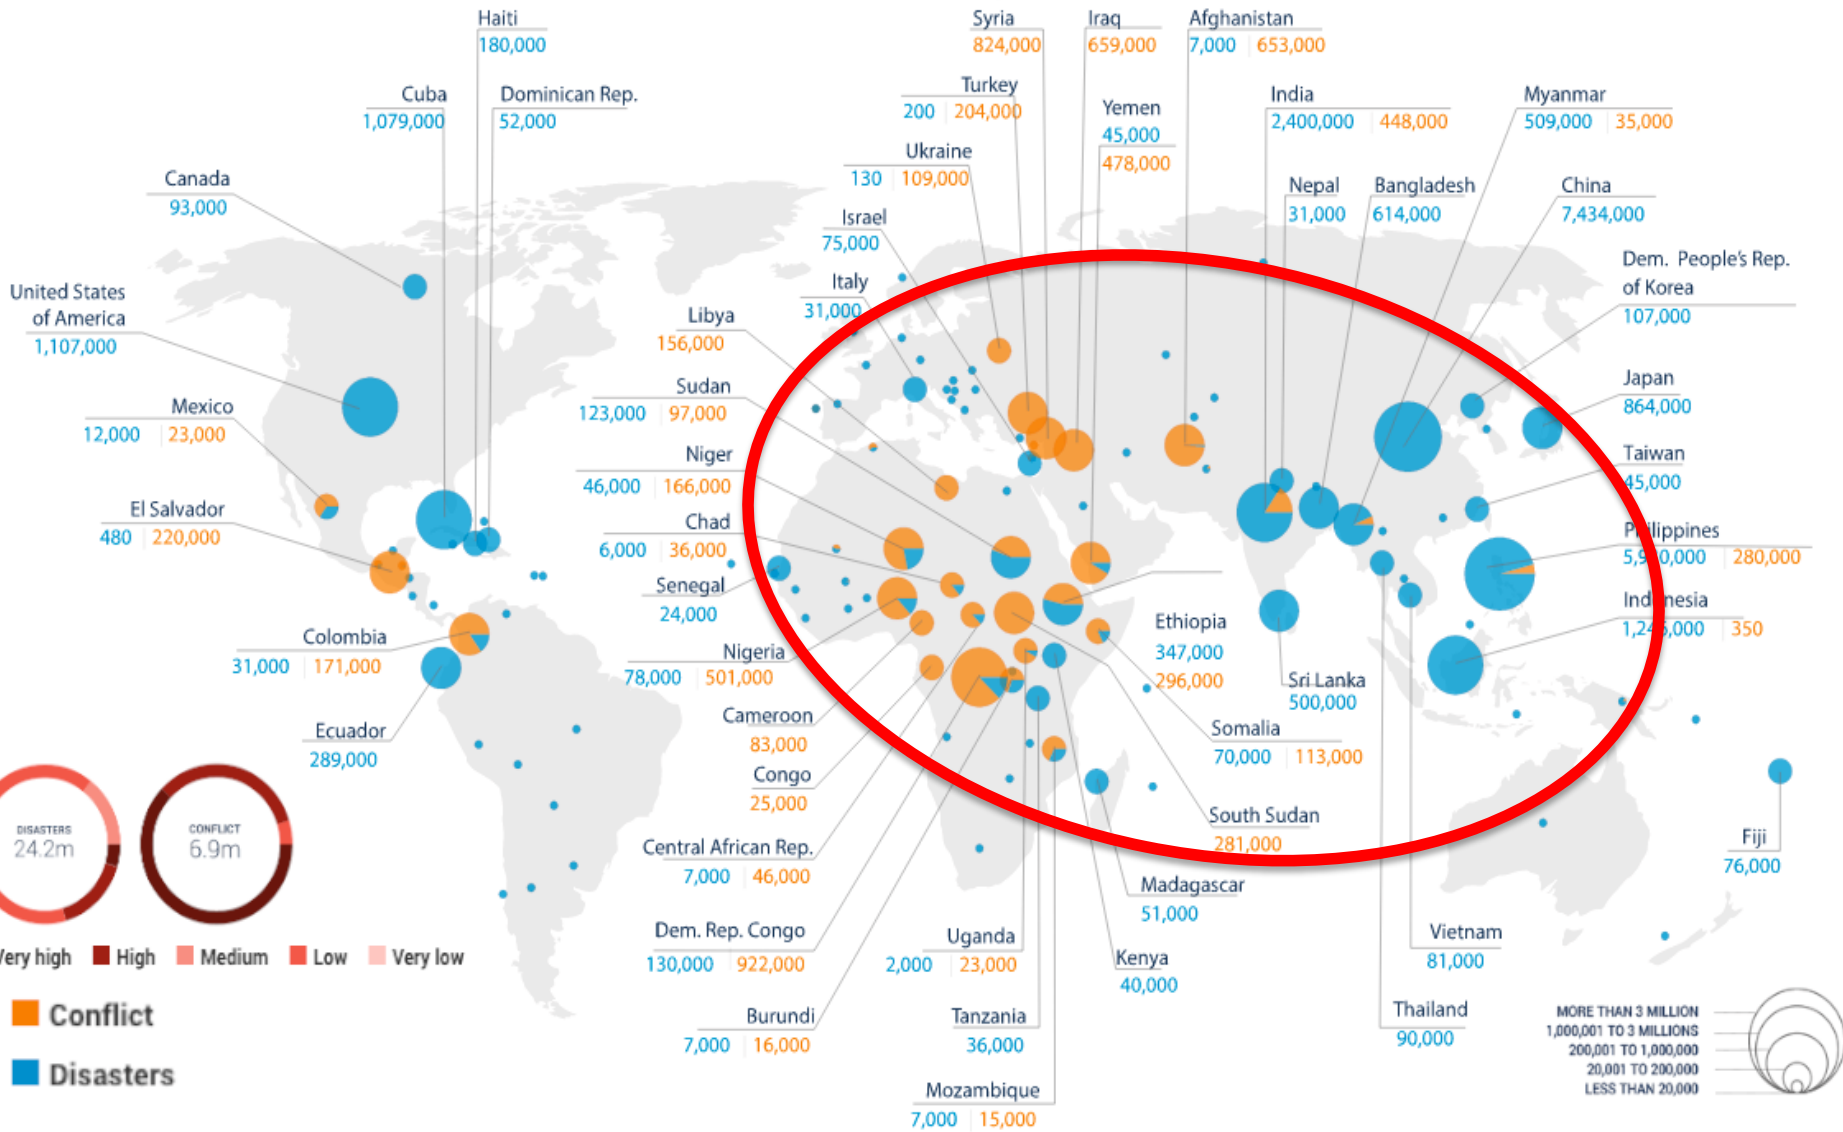 Haiti
180,000
Cuba
1,079,000
Dominican Rep.
52,000
Canada
93,000
United States
of America
1,107,000
Mexico
12,000 23,000
El Salvador
480 220,000
Colombia
31,000 171,000
Ecuador
289,000
Syria
824,000
Iraq
659,000
Afghanistan
7,000 653,000
Turkey
200 204,000
Yemen
45,000
478,000
Ukraine
130 109,000
Israel
75,000
Italy
31,000
Libya
156,000
Sudan
123,000 97,000
Niger
46,000 166,000
Chad
6,000 36,000
Senegal
24,000
Nigeria
78,000 501,000
Cameroon
83,000
Congo
25,000
Central African Rep.
7,000 46,000
Dem. Rep. Congo
130,000 922,000
Burundi
7,000 16,000
Uganda
2,000 23,000
Tanzania
36,000
Mozambique
7,000 15,000
Kenya
40,000
Madagascar
51,000
South Sudan
281,000
Somalia
70,000 113,000
Ethiopia
347,000
296,000
India
2,400,000 448,000
Myanmar
509,000 35,000
Nepal
31,000
Bangladesh
614,000
China
7,434,000
Dem. People's Rep.
of Korea
107,000
Japan
864,000
Taiwan
45,000
Philippines
280,000
Indonesia
350
Sri Lanka
500,000
Vietnam
81,000
Thailand
90,000
Fiji
76,000
DISASTERS
24.2m
CONFLICT
6.9m
Very high High Medium Low Very low
Conflict
Disasters
MORE THAN 3 MILLION
1,000,001 TO 3 MILLIONS
200,001 TO 1,000,000
20,001 TO 200,000
LESS THAN 20,000